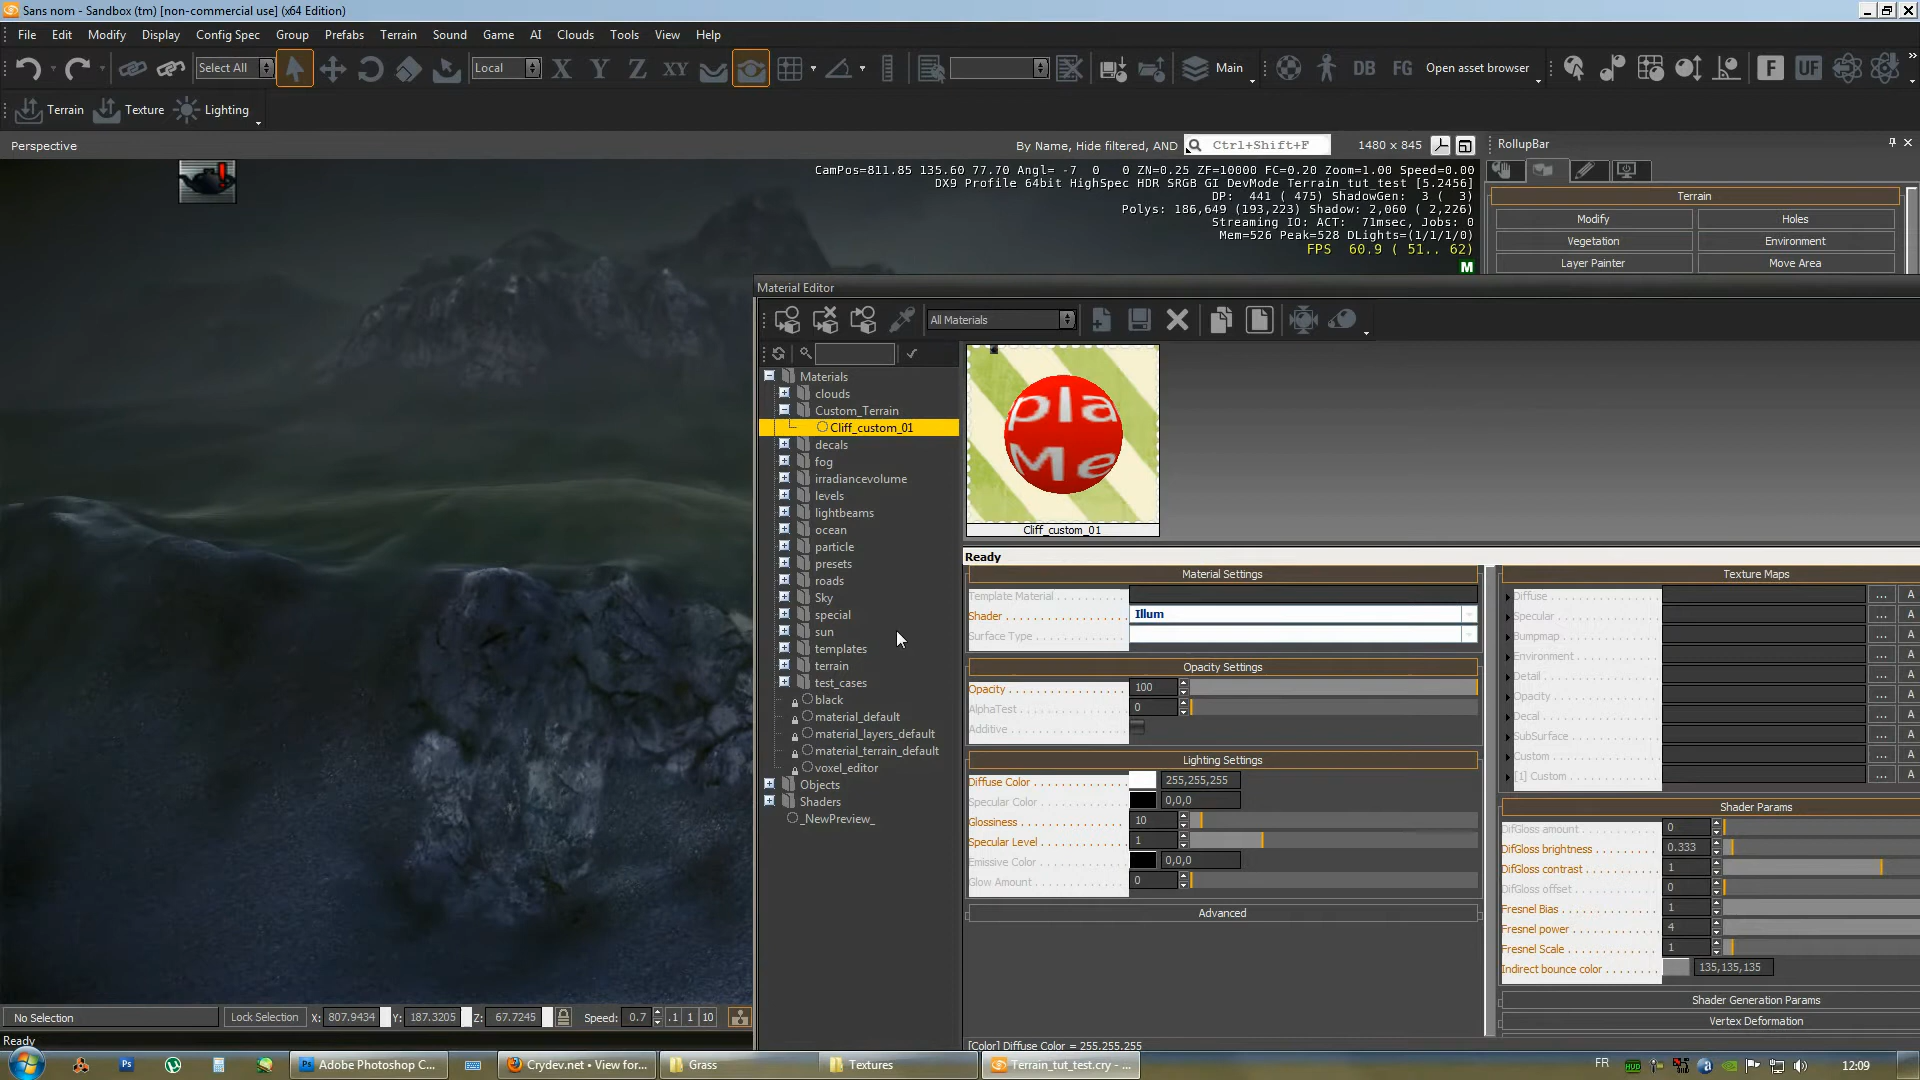 Sans nom - Sandbox (tm) [non-commercial use] (x64 Edition)
File Edit Modify Display Config Spec Group Prefabs Terrain Sound Game AI Clouds Tools View Help
Select All Local X Y Z XY Main DB FG Open asset browser F UF
Terrain Texture Lighting
Perspective By Name, Hide filtered, AND Ctrl+Shift+F 1480 x 845 RollupBar
CamPos=811.85 135.60 77.70 Angl= -7 0 0 ZN=0.25 ZF=10000 FC=0.20 Zoom=1.00 Speed=0.00
DX9 Profile 64bit HighSpec HDR SRGB GI DevMode Terrain_tut_test [5.2456]
DP: 441 ( 475) ShadowGen: 3 ( 3)
Polys: 186,649 (193,223) Shadow: 2,060 ( 2,226)
Streaming IO: ACT: 71msec, Jobs: 0
Mem=526 Peak=528 DLights=(1/1/1/0)
FPS 60.9 ( 51.. 62)
M
Terrain
Modify Holes
Vegetation Environment
Layer Painter Move Area
Material Editor
All Materials
Materials
clouds
Custom_Terrain
Cliff_custom_01
decals
fog
irradiancevolume
levels
lightbeams
ocean
particle
presets
roads
Sky
special
sun
templates
terrain
test_cases
black
material_default
material_layers_default
material_terrain_default
voxel_editor
Objects
Shaders
_NewPreview_
pla
Me
Cliff_custom_01
Ready
Material Settings
Template Material
Shader Illum
Surface Type
Opacity Settings
Opacity 100
AlphaTest 0
Additive
Lighting Settings
Diffuse Color 255,255,255
Specular Color 0,0,0
Glossiness 10
Specular Level 1
Emissive Color 0,0,0
Glow Amount 0
Advanced
Texture Maps
Diffuse ... A
Specular ... A
Bumpmap ... A
Environment ... A
Detail ... A
Opacity ... A
Decal ... A
SubSurface ... A
Custom ... A
[1] Custom ... A
Shader Params
DifGloss amount 0
DifGloss brightness 0.333
DifGloss contrast 1
DifGloss offset 0
Fresnel Bias 1
Fresnel power 4
Fresnel Scale 1
Indirect bounce color 135,135,135
Shader Generation Params
Vertex Deformation
[Color] Diffuse Color = 255.255.255
No Selection Lock Selection X: 807.9434 Y: 187.3205 Z: 67.7245 Speed: 0.7 .1 1 10
Ready
Adobe Photoshop C... Crydev.net • View for... Grass Textures Terrain_tut_test.cry - ... FR 12:09